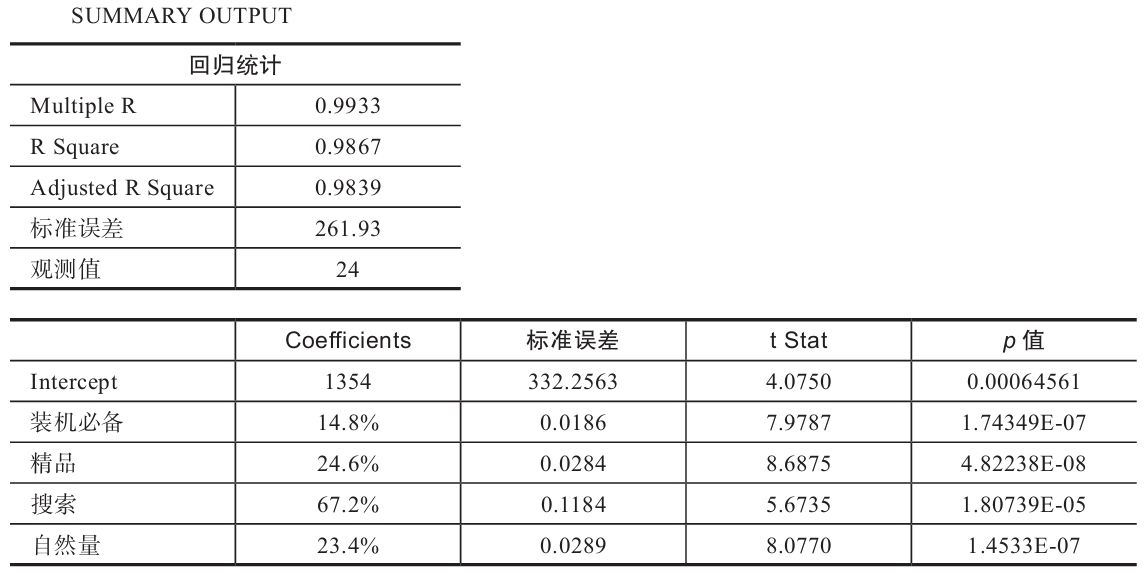 SUMMARY OUTPUT
回归统计
Multiple R 0.9933
R Square 0.9867
Adjusted R Square 0.9839
标准误差 261.93
观测值 24
Coefficients 标准误差 t Stat p 值
Intercept 1354 332.2563 4.0750 0.00064561
装机必备 14.8% 0.0186 7.9787 1.74349E-07
精品 24.6% 0.0284 8.6875 4.82238E-08
搜索 67.2% 0.1184 5.6735 1.80739E-05
自然量 23.4% 0.0289 8.0770 1.4533E-07